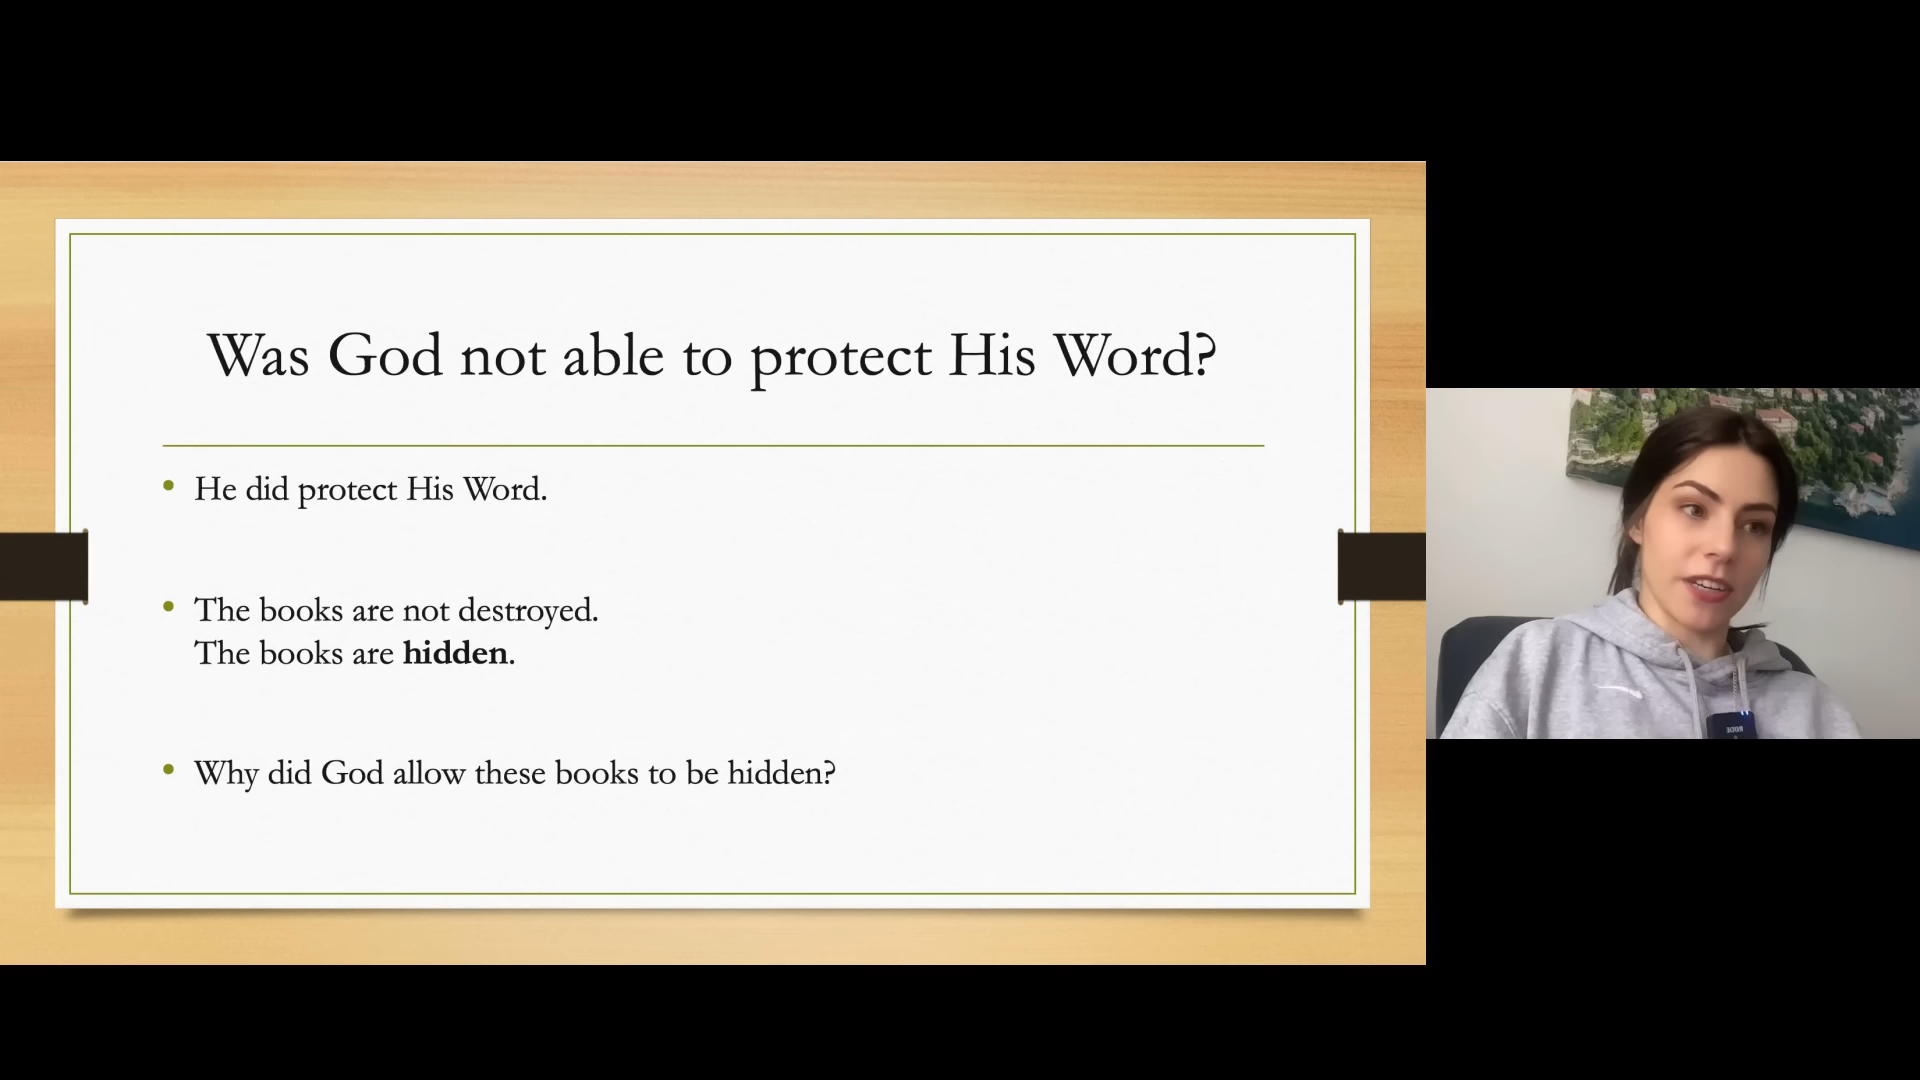 Was God not able to protect His Word?
He did protect His Word.
The books are not destroyed.
The books are hidden.
Why did God allow these books to be hidden?
RODE